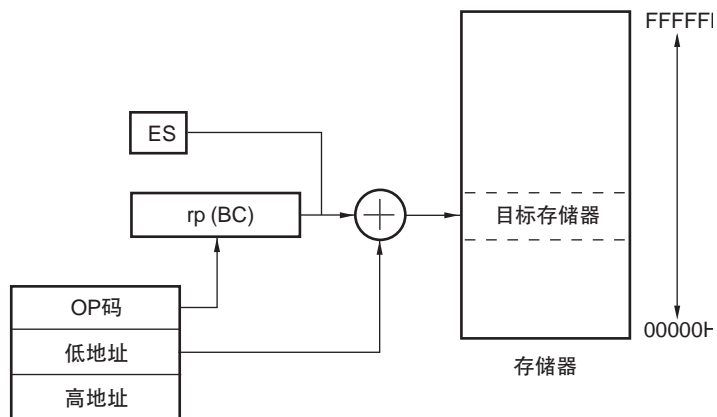 FFFFF
ES
rp (BC)
目标存储器
OP码
低地址
高地址
00000H
存储器